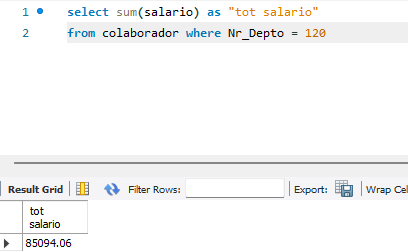 1 select sum(salario) as "tot salario"
2 from colaborador where Nr_Depto = 120
Result Grid Filter Rows: Export: Wrap Cel
tot
salario
85094.06